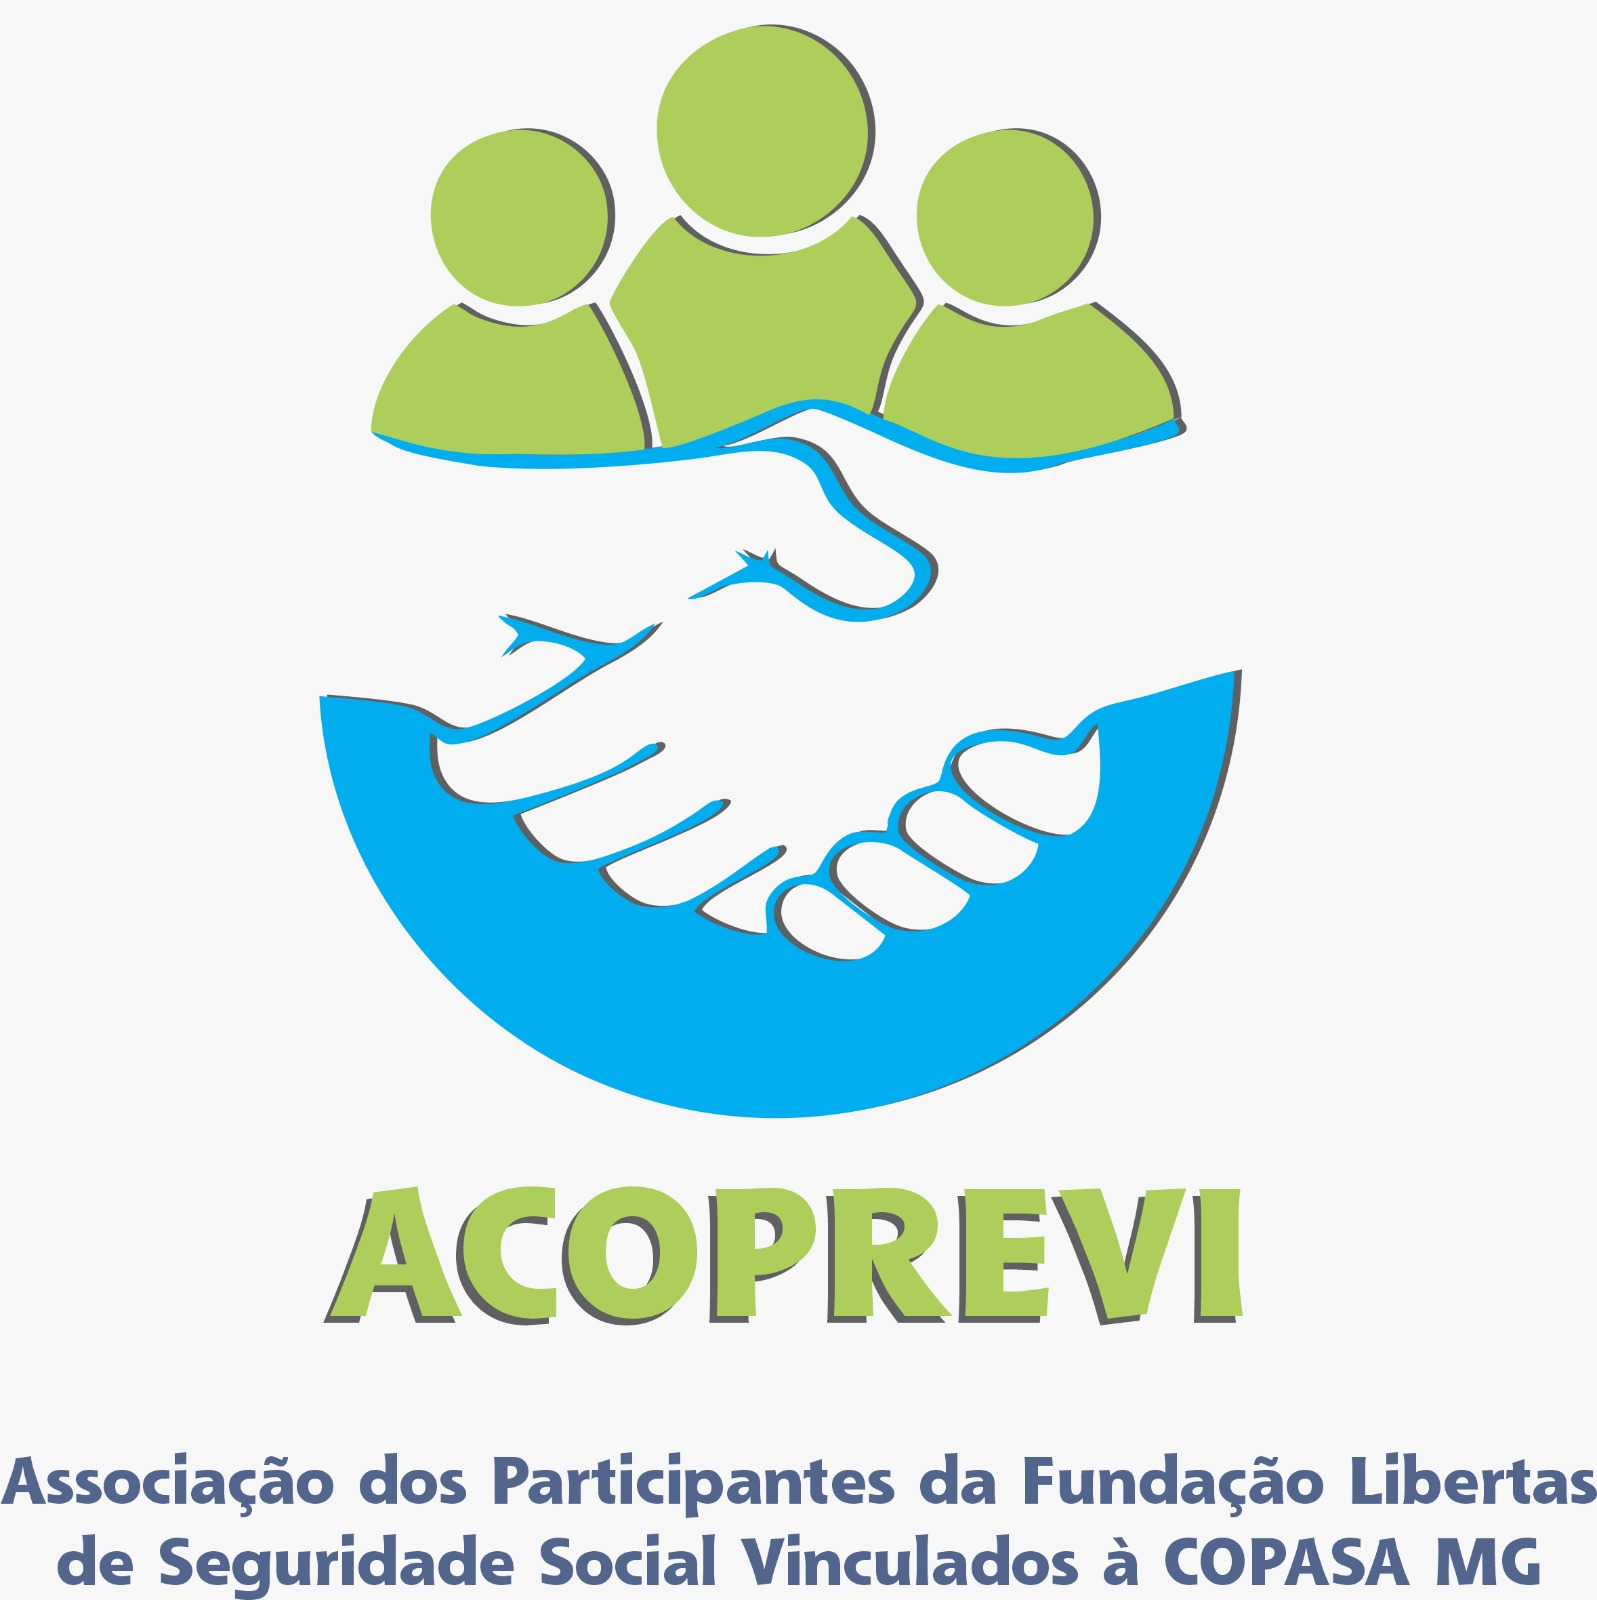 ACOPREVI
Associação dos Participantes da Fundação Libertas
de Seguridade Social Vinculados à COPASA MG